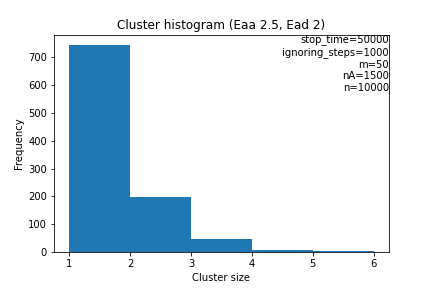 Cluster histogram (Eaa 2.5, Ead 2)
stop_time=50000
ignoring_steps=1000
m=50
nA=1500
n=10000
Frequency
700
600
500
400
300
200
100
0
1 2 3 4 5 6
Cluster size